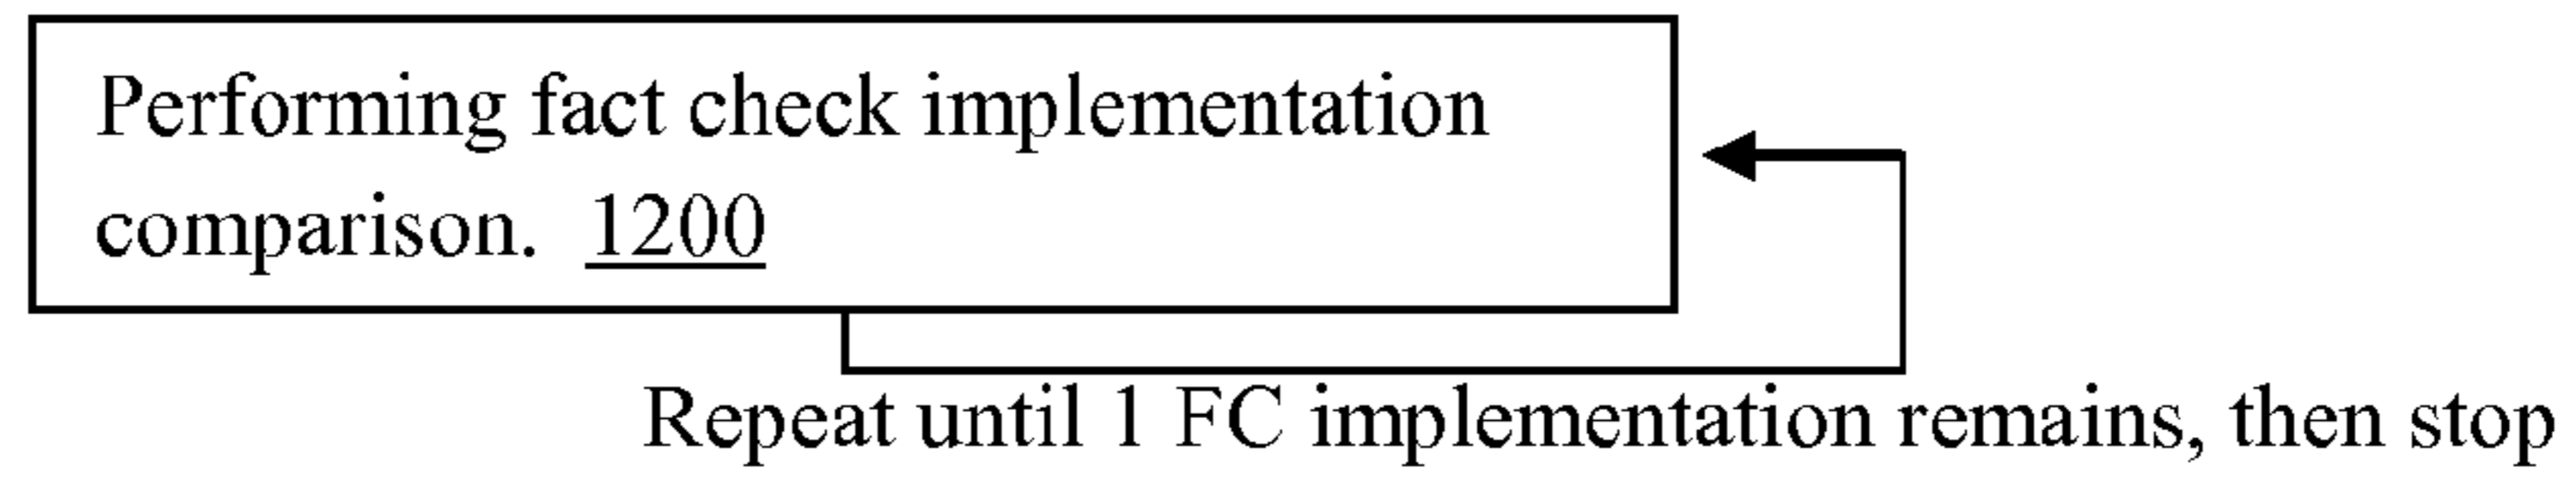 Performing fact check implementation
comparison. 1200
Repeat until 1 FC implementation remains, then stop